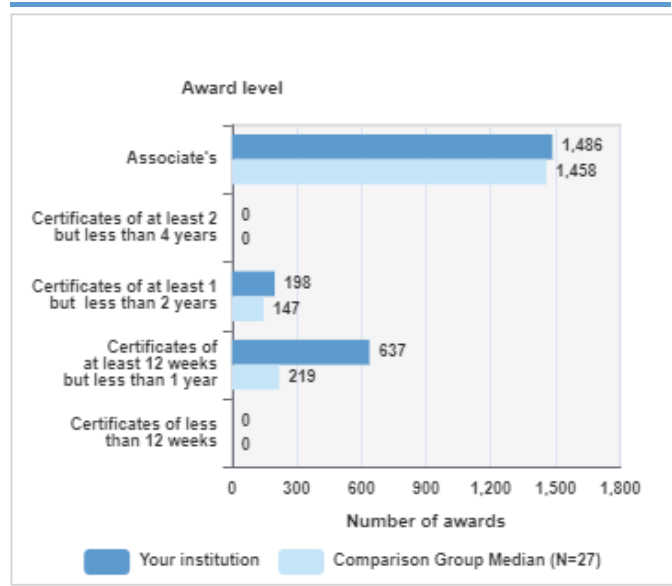 Award level
Associate's
1,486
1,458
Certificates of at least 2
but less than 4 years
0
0
Certificates of at least 1
but less than 2 years
198
147
Certificates of
at least 12 weeks
but less than 1 year
637
219
Certificates of less
than 12 weeks
0
0
0 300 600 900 1,200 1,500 1,800
Number of awards
Your institution Comparison Group Median (N=27)